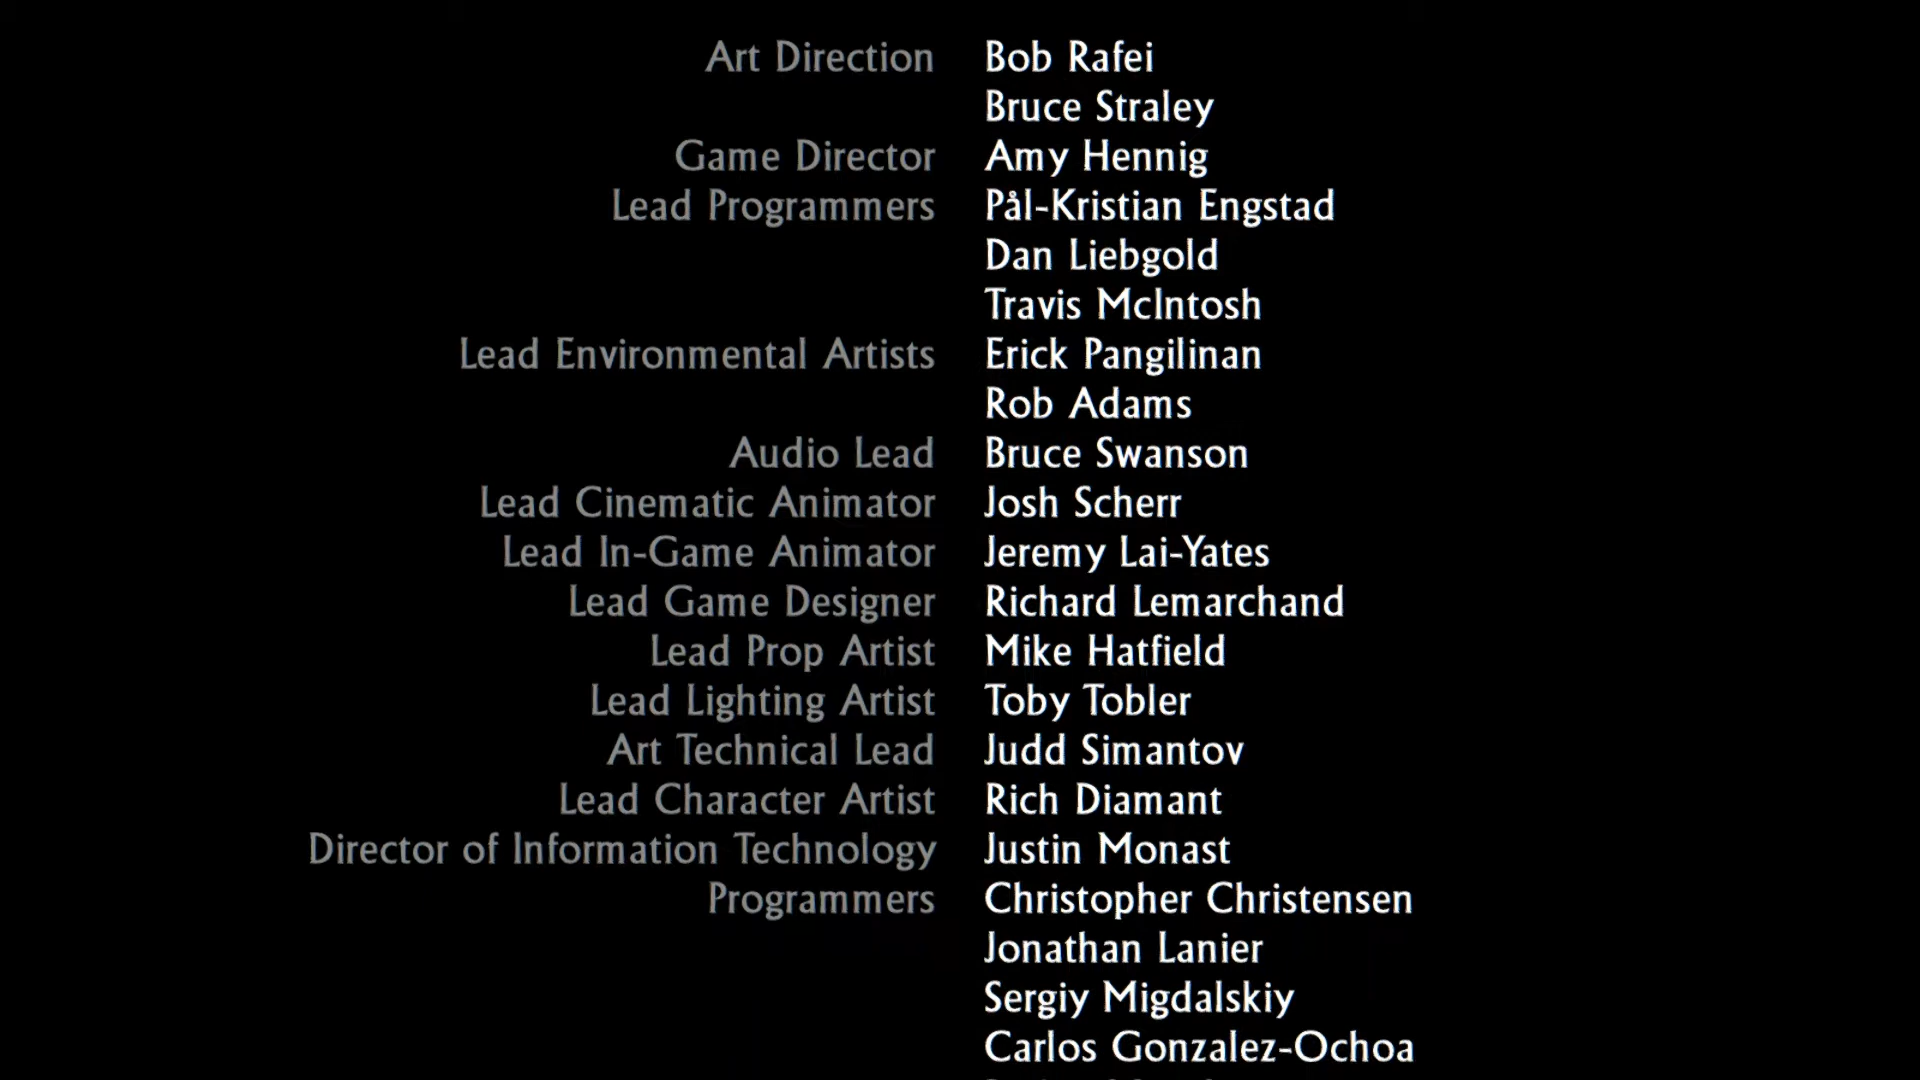 Art Direction Bob Rafei
Bruce Straley
Game Director Amy Hennig
Lead Programmers Pål-Kristian Engstad
Dan Liebgold
Travis McIntosh
Lead Environmental Artists Erick Pangilinan
Rob Adams
Audio Lead Bruce Swanson
Lead Cinematic Animator Josh Scherr
Lead In-Game Animator Jeremy Lai-Yates
Lead Game Designer Richard Lemarchand
Lead Prop Artist Mike Hatfield
Lead Lighting Artist Toby Tobler
Art Technical Lead Judd Simantov
Lead Character Artist Rich Diamant
Director of Information Technology Justin Monast
Programmers Christopher Christensen
Jonathan Lanier
Sergiy Migdalskiy
Carlos Gonzalez-Ochoa